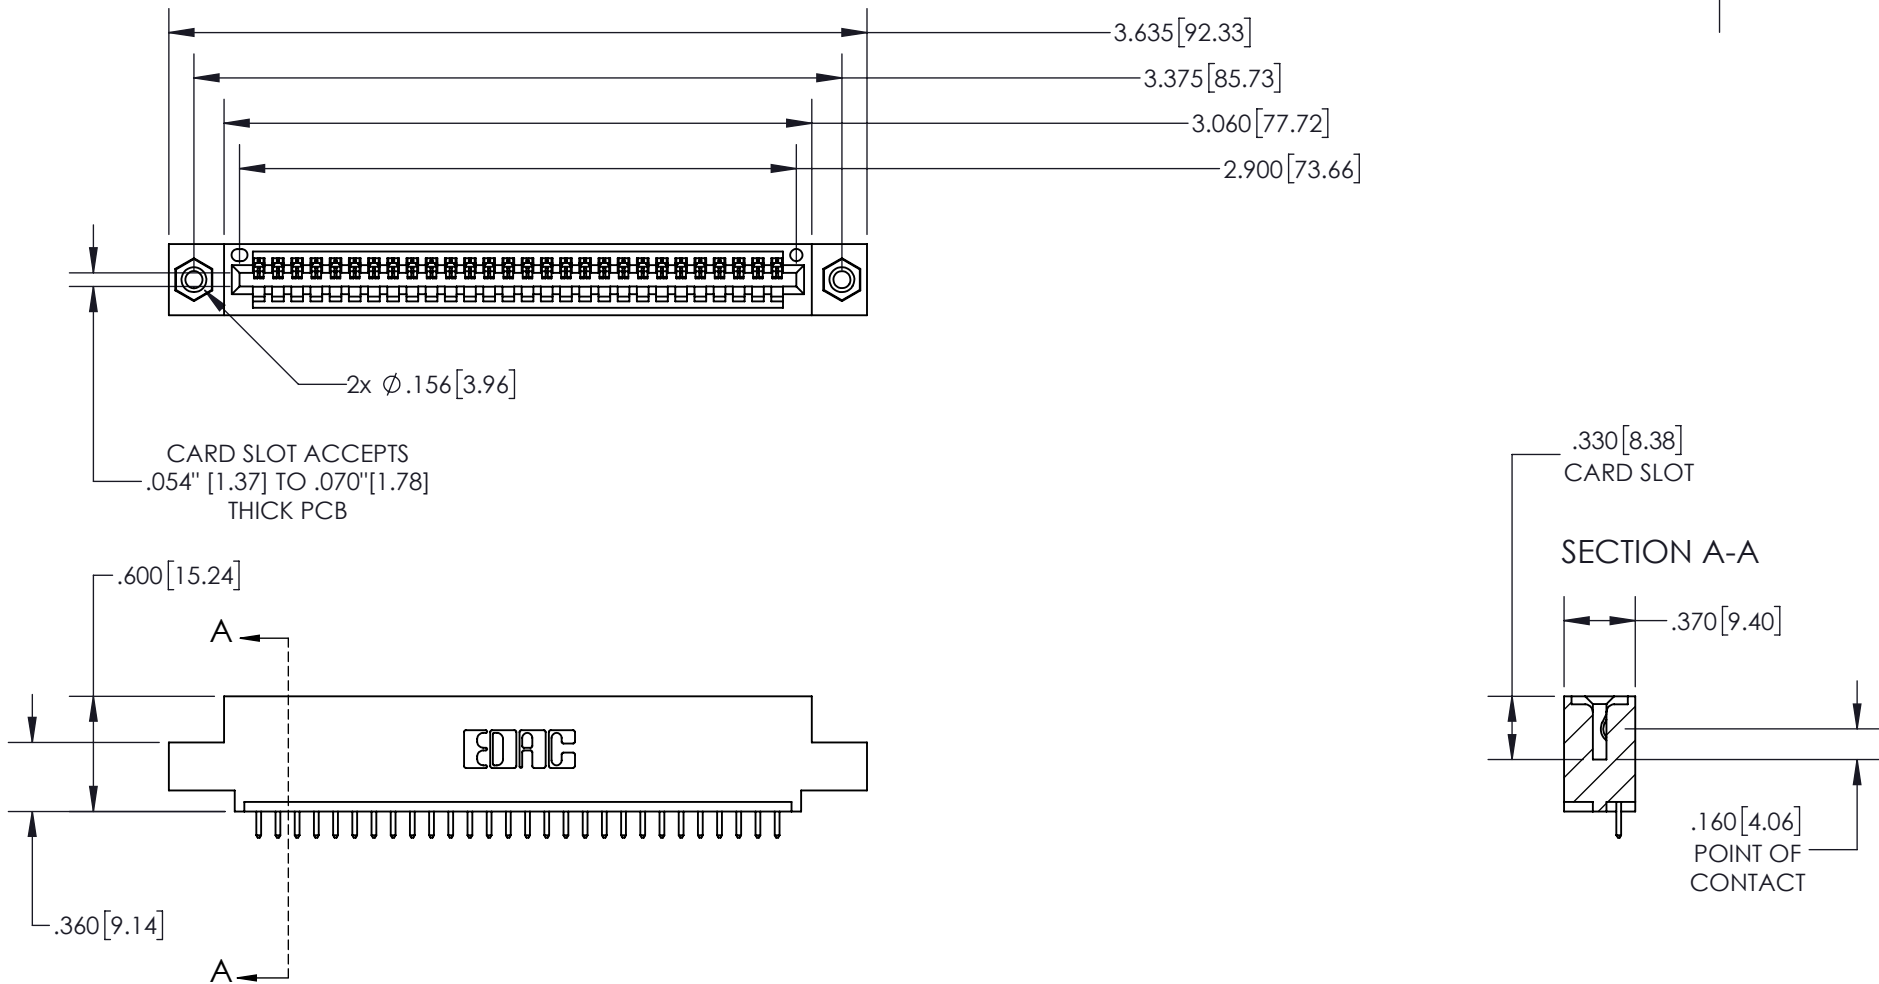 3.635[92.33]
3.375[85.73]
3.060[77.72]
2.900[73.66]
2x Ø.156[3.96]
CARD SLOT ACCEPTS
.054" [1.37] TO .070"[1.78]
THICK PCB
.330[8.38]
CARD SLOT
SECTION A-A
.600[15.24]
.370[9.40]
A
EDAC
.160[4.06]
POINT OF
CONTACT
.360[9.14]
A